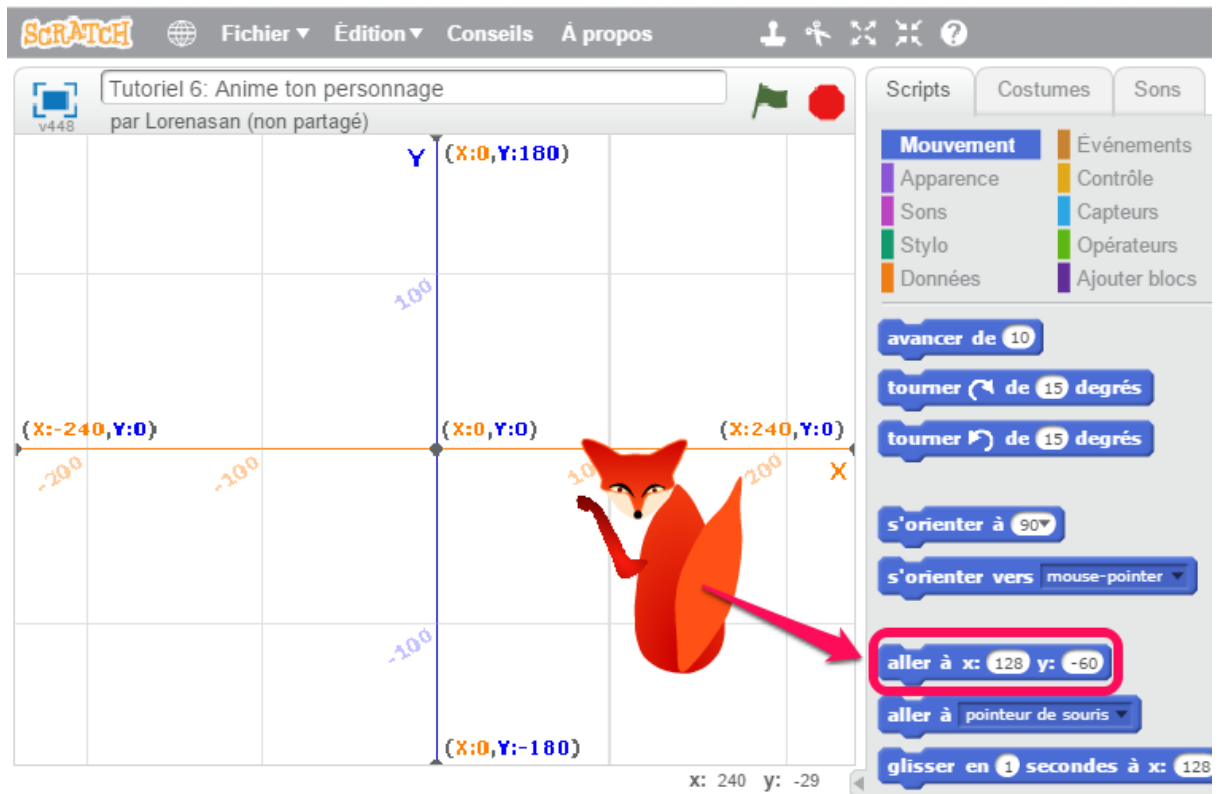 SCRATCH Fichier▼ Édition▼ Conseils À propos ?
Tutoriel 6: Anime ton personnage
v448
par Lorenasan (non partagé)
Y (X:0,Y:180)
100
(X:-240,Y:0) (X:0,Y:0) (X:240,Y:0)
-200 -100 10 200 X
-100
(X:0,Y:-180)
x: 240 y: -29
Scripts Costumes Sons
Mouvement Événements
Apparence Contrôle
Sons Capteurs
Stylo Opérateurs
Données Ajouter blocs
avancer de 10
tourner de 15 degrés
tourner de 15 degrés
s'orienter à 90▼
s'orienter vers mouse-pointer
aller à x: 128 y: -60
aller à pointeur de souris
glisser en 1 secondes à x: 128